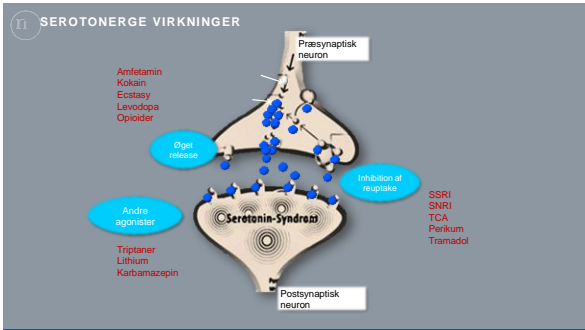 n
SEROTONERGE VIRKNINGER
Præsynaptisk
neuron
Amfetamin
Kokain
Ecstasy
Levodopa
Opioider
Øget
release
Inhibition af
reuptake
SSRI
SNRI
TCA
Perikum
Tramadol
Andre
agonister
Serotonin-Syndrom
Triptaner
Lithium
Karbamazepin
Postsynaptisk
neuron